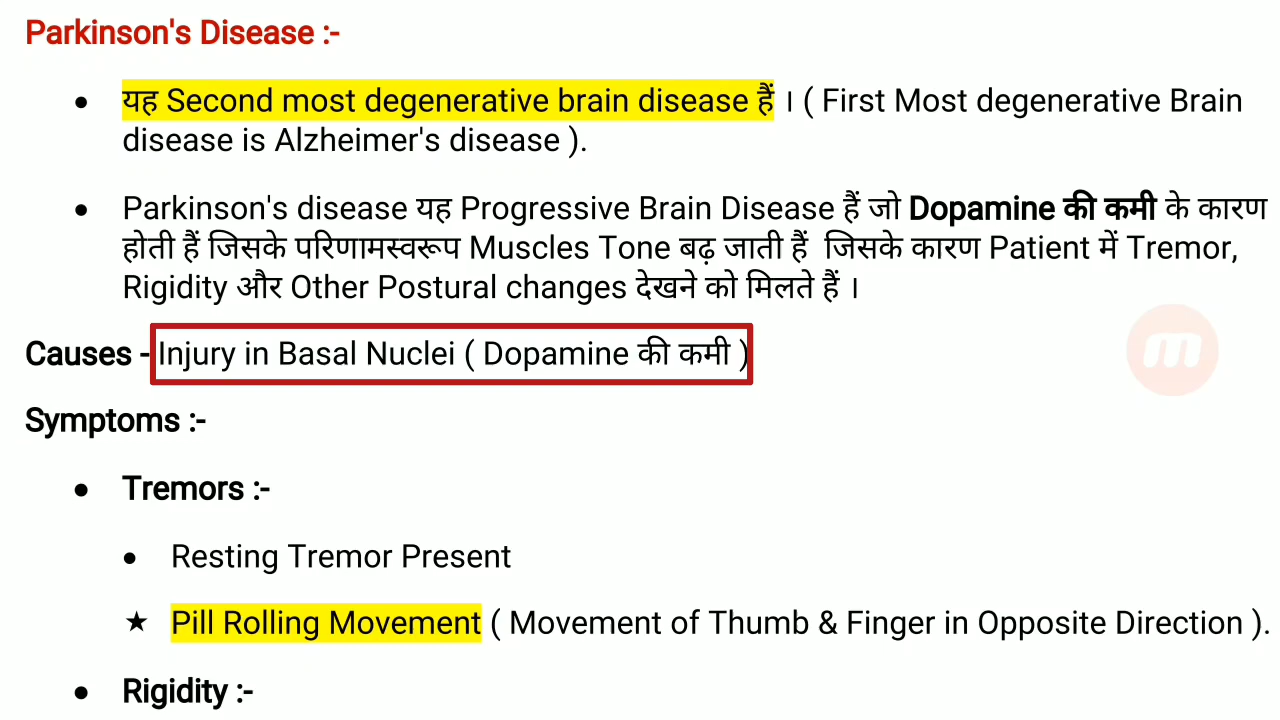 Parkinson's Disease :-
● यह Second most degenerative brain disease हैं । ( First Most degenerative Brain
disease is Alzheimer's disease ).
● Parkinson's disease यह Progressive Brain Disease हैं जो Dopamine की कमी के कारण
होती हैं जिसके परिणामस्वरूप Muscles Tone बढ़ जाती हैं जिसके कारण Patient में Tremor,
Rigidity और Other Postural changes देखने को मिलते हैं ।
Causes - Injury in Basal Nuclei ( Dopamine की कमी )
Symptoms :-
● Tremors :-
● Resting Tremor Present
★ Pill Rolling Movement ( Movement of Thumb & Finger in Opposite Direction ).
● Rigidity :-
m